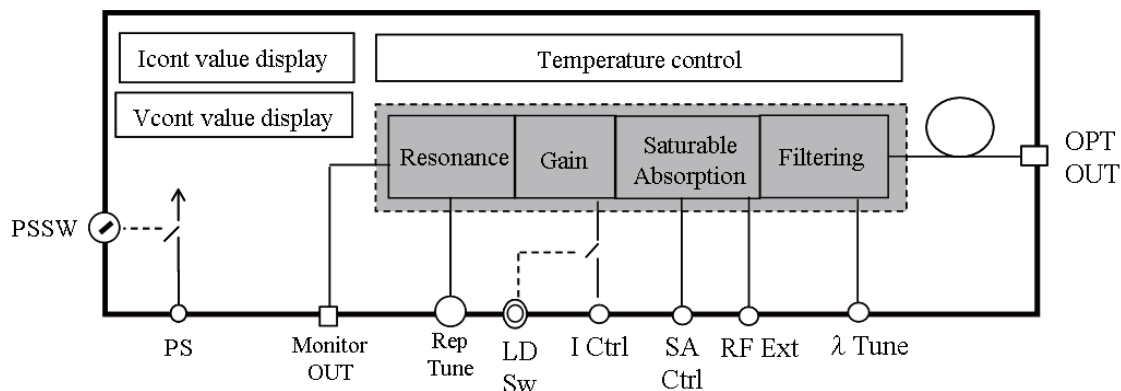 Icont value display
Temperature control
Vcont value display
Resonance
Gain
Saturable
Absorption
Filtering
OPT
OUT
PSSW
PS
Monitor
OUT
Rep
Tune
LD
Sw
I Ctrl
SA
Ctrl
RF Ext
λ Tune